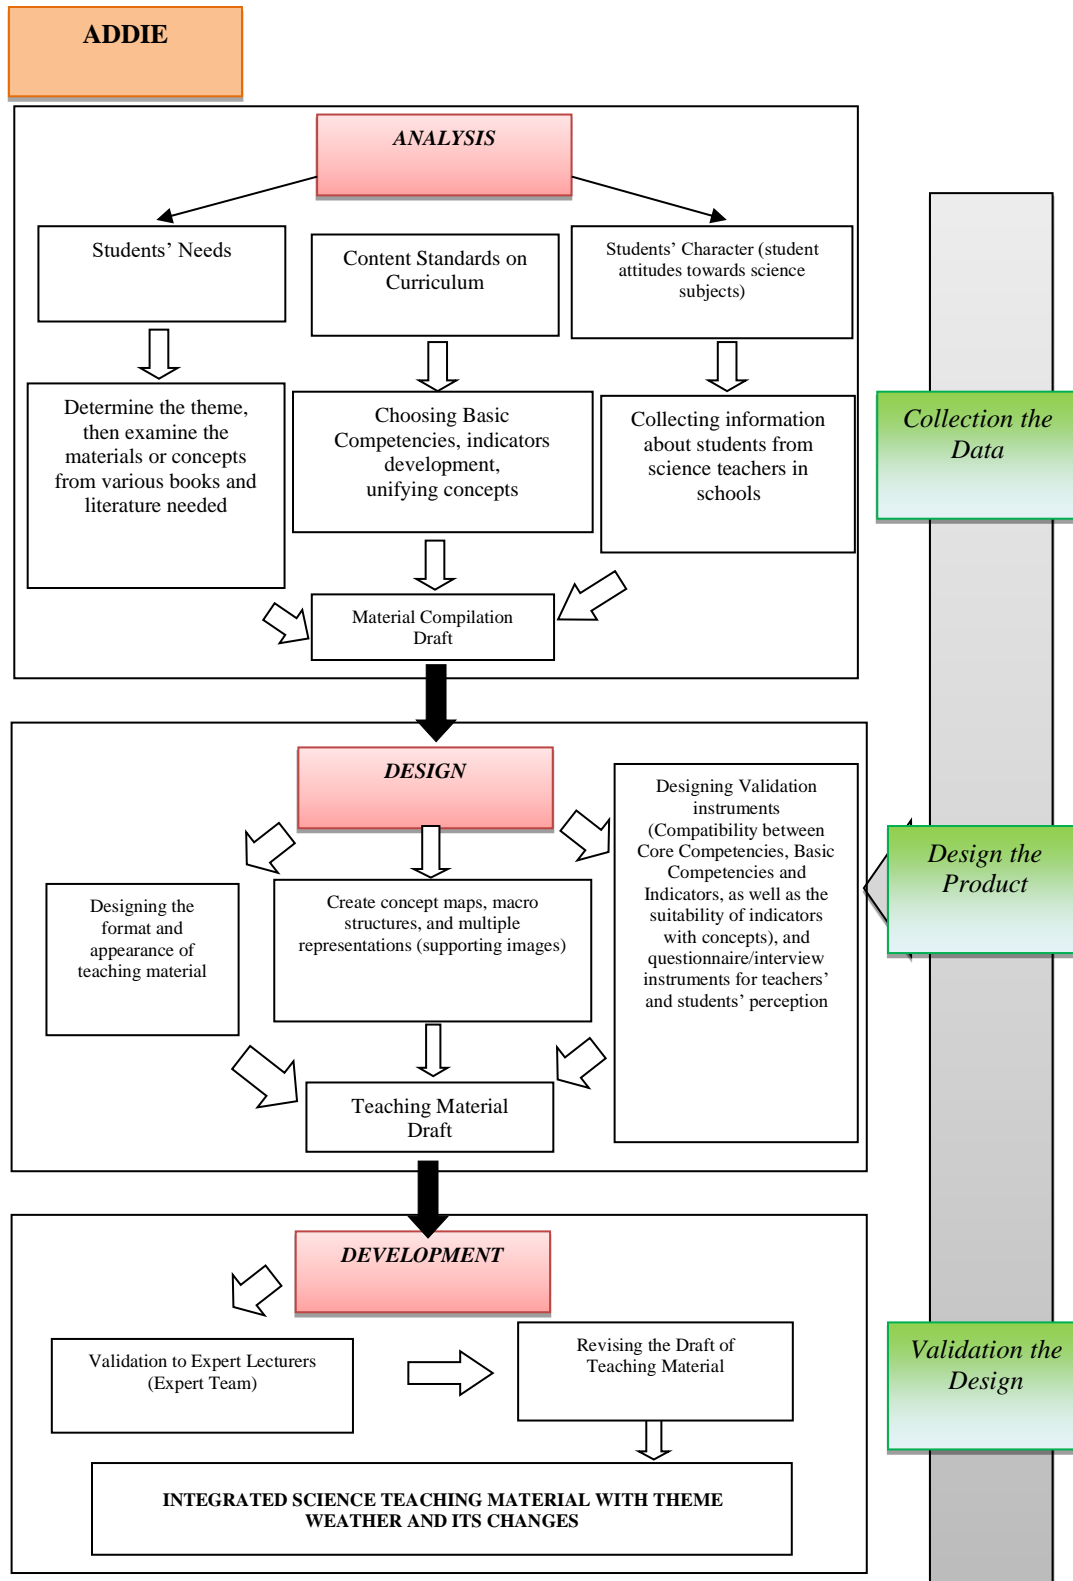 ADDIE
ANALYSIS
Students’ Needs
Content Standards on
Curriculum
Students’ Character (student
attitudes towards science
subjects)
Determine the theme,
then examine the
materials or concepts
from various books and
literature needed
Choosing Basic
Competencies, indicators
development,
unifying concepts
Collecting information
about students from
science teachers in
schools
Collection the
Data
Material Compilation
Draft
DESIGN
Designing the
format and
appearance of
teaching material
Create concept maps, macro
structures, and multiple
representations (supporting images)
Designing Validation
instruments
(Compatibility between
Core Competencies, Basic
Competencies and
Indicators, as well as the
suitability of indicators
with concepts), and
questionnaire/interview
instruments for teachers’
and students’ perception
Design the
Product
Teaching Material
Draft
DEVELOPMENT
Validation to Expert Lecturers
(Expert Team)
Revising the Draft of
Teaching Material
Validation the
Design
INTEGRATED SCIENCE TEACHING MATERIAL WITH THEME
WEATHER AND ITS CHANGES